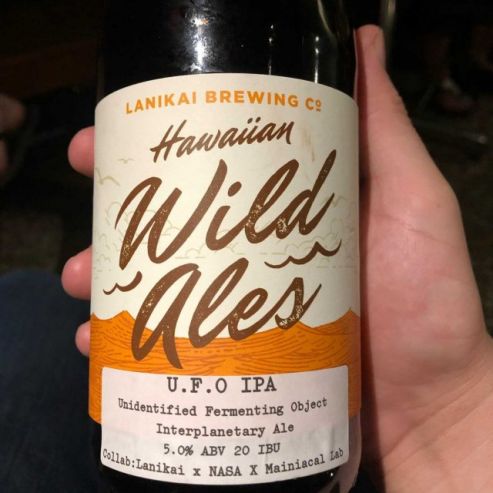 LANIKAI BREWING Co
Hawaiian
Wild
Ales
U.F.O IPA
Unidentified Fermenting Object
Interplanetary Ale
5.0% ABV 20 IBU
Collab:Lanikai x NASA X Mainiacal Lab